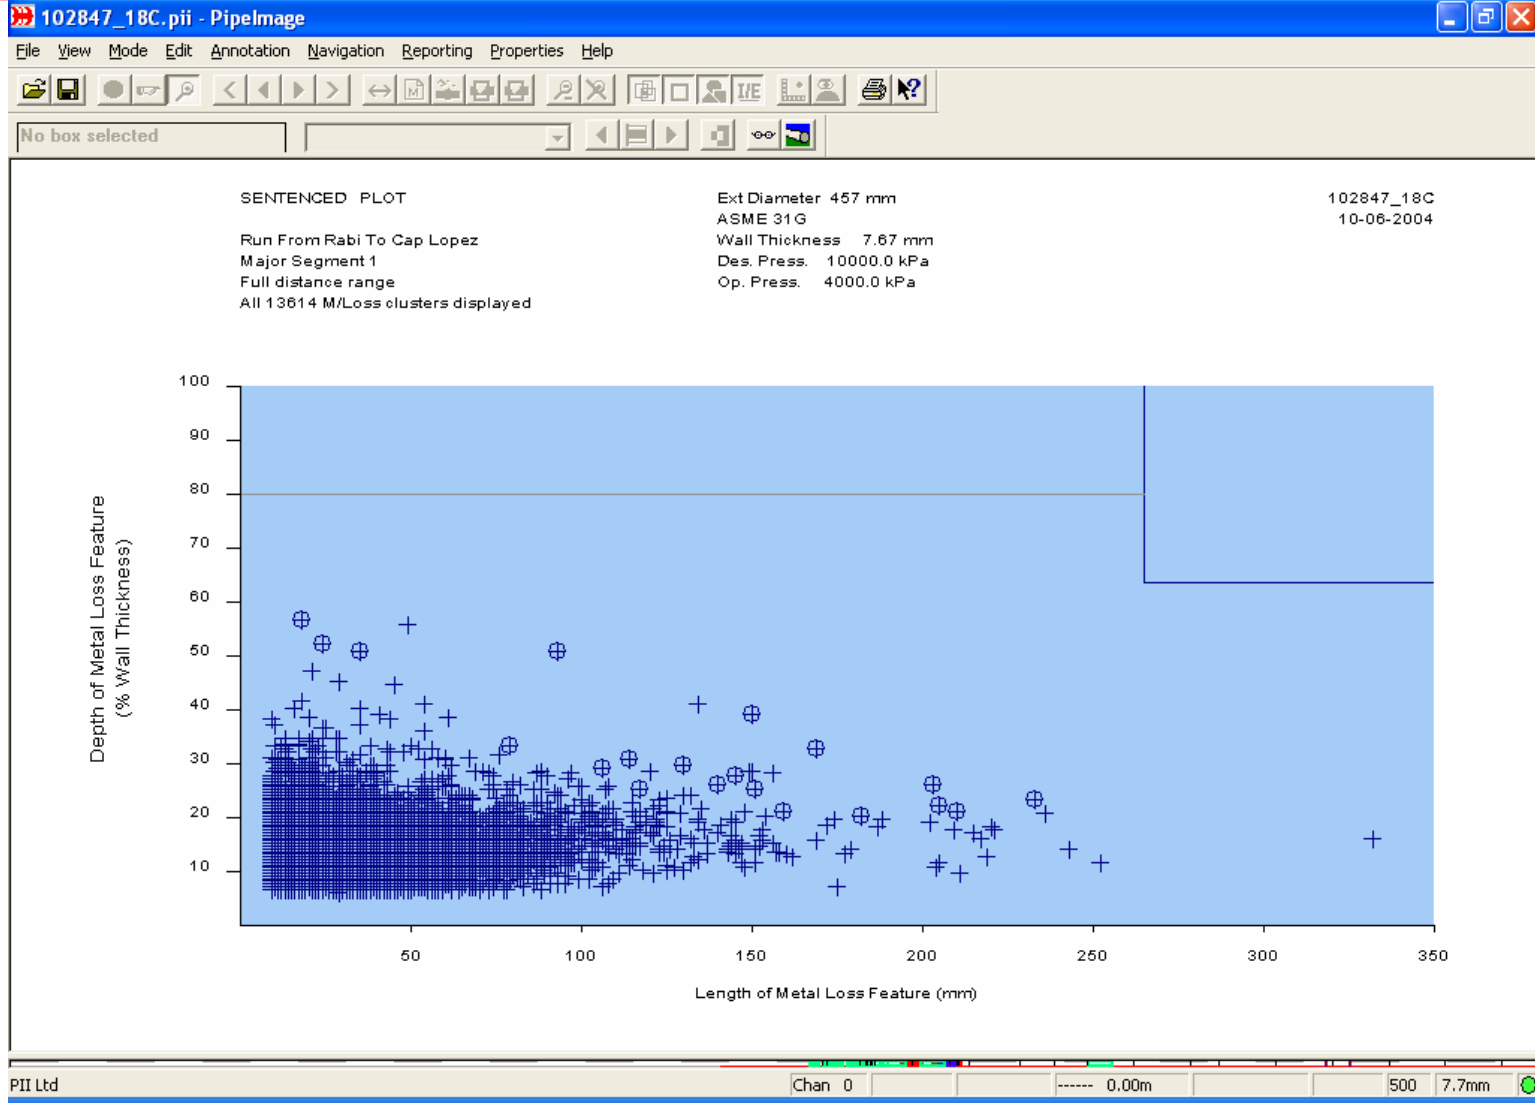 102847_18C.pii - PipeImage
File View Mode Edit Annotation Navigation Reporting Properties Help
M I/E
No box selected
SENTENCED PLOT
Run From Rabi To Cap Lopez
Major Segment 1
Full distance range
All 13614 M/Loss clusters displayed
Ext Diameter 457 mm
ASME 31G
Wall Thickness 7.67 mm
Des. Press. 10000.0 kPa
Op. Press. 4000.0 kPa
102847_18C
10-06-2004
Depth of Metal Loss Feature
(% Wall Thickness)
100
90
80
70
60
50
40
30
20
10
50 100 150 200 250 300 350
Length of Metal Loss Feature (mm)
PII Ltd Chan 0 ------ 0.00m 500 7.7mm